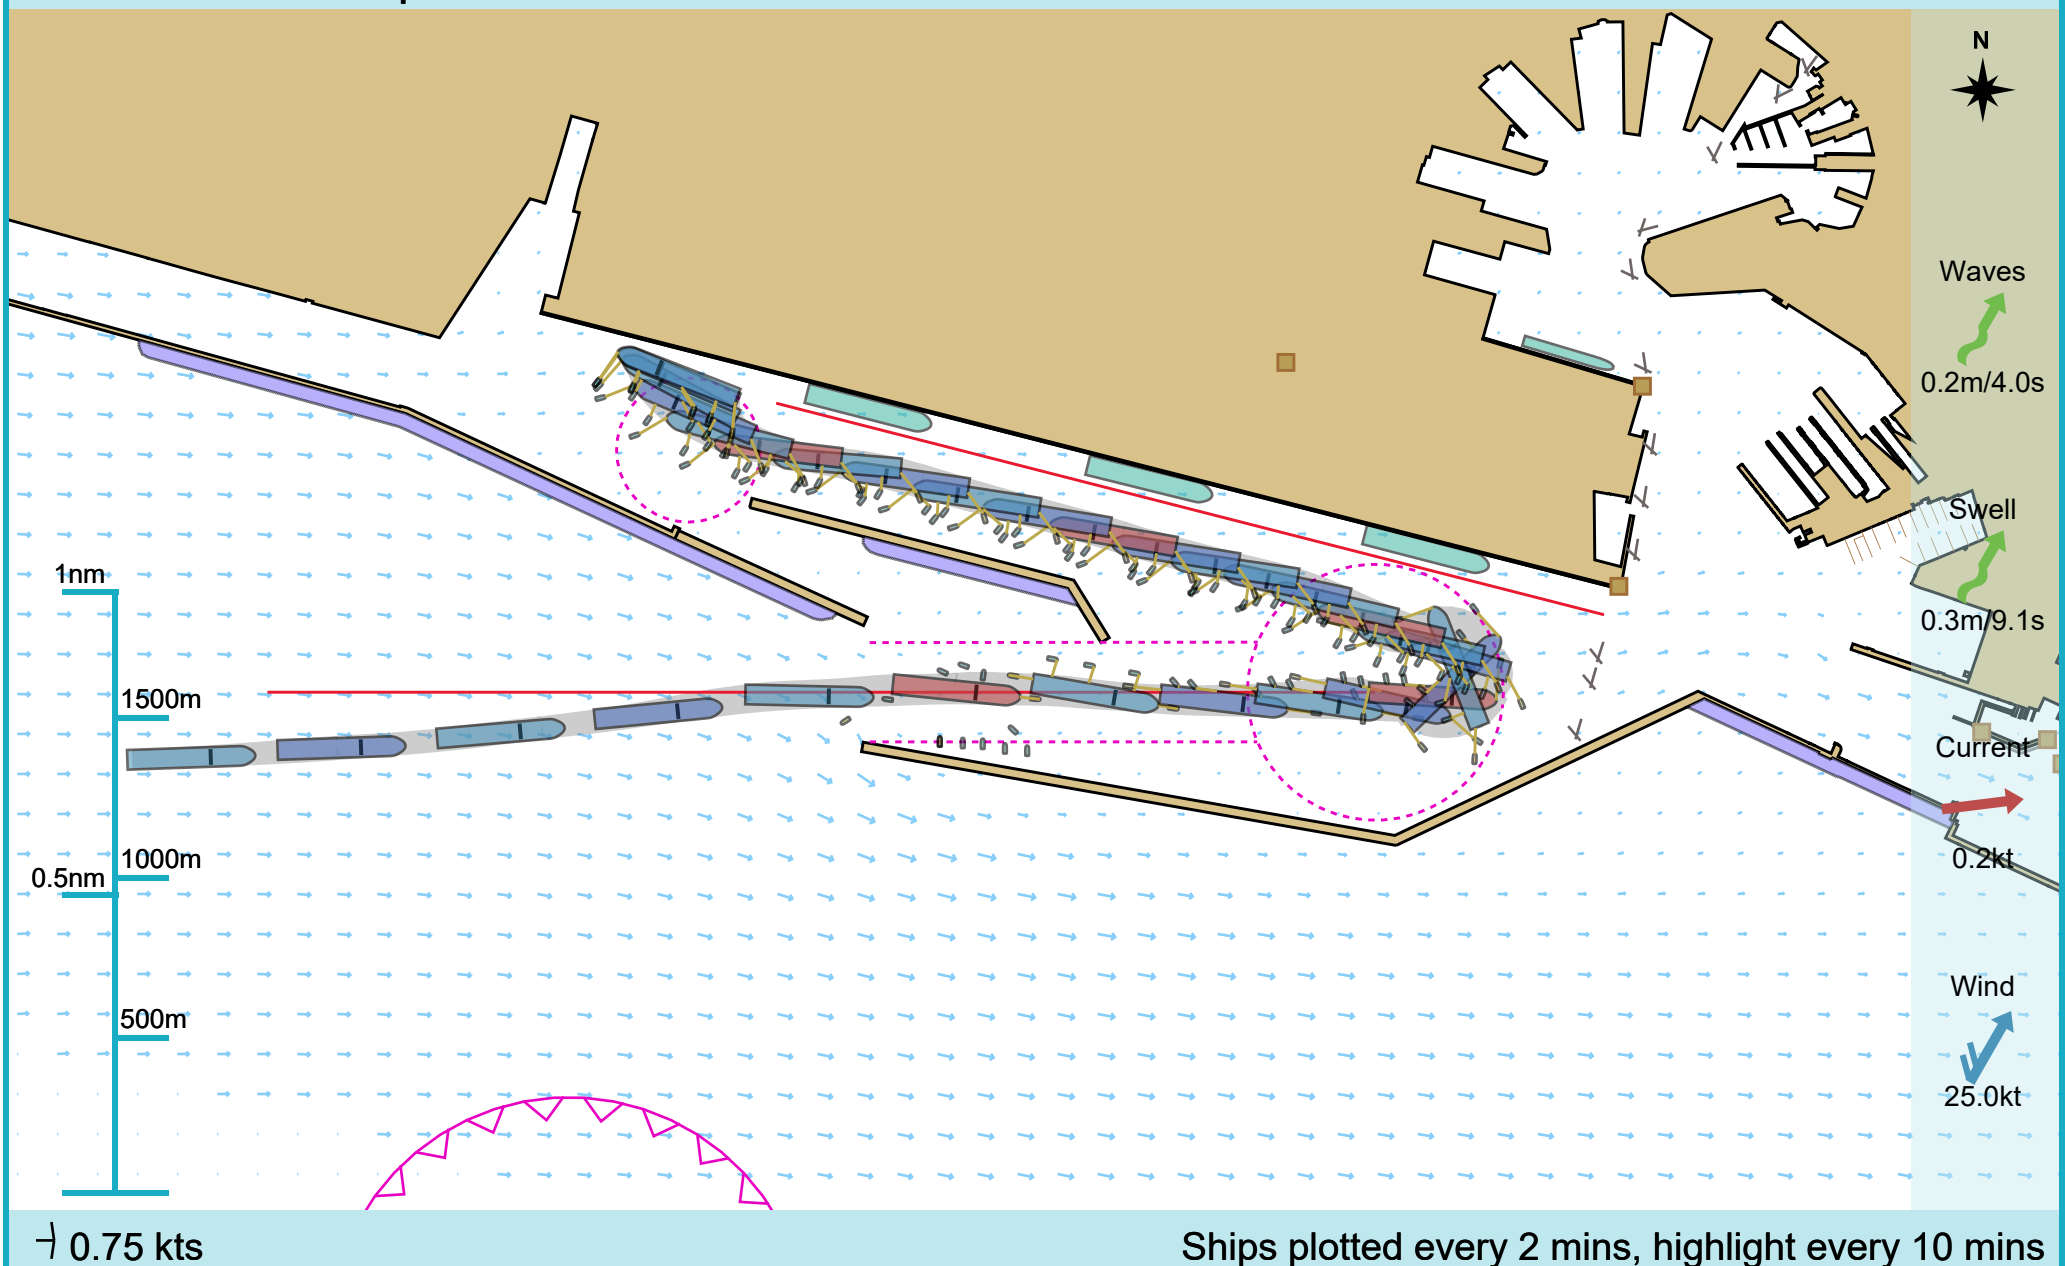 N
Waves
0.2m/4.0s
Swell
0.3m/9.1s
1nm
1500m
Current
1000m
0.2kt
0.5nm
Wind
500m
25.0kt
0.75 kts
Ships plotted every 2 mins, highlight every 10 mins